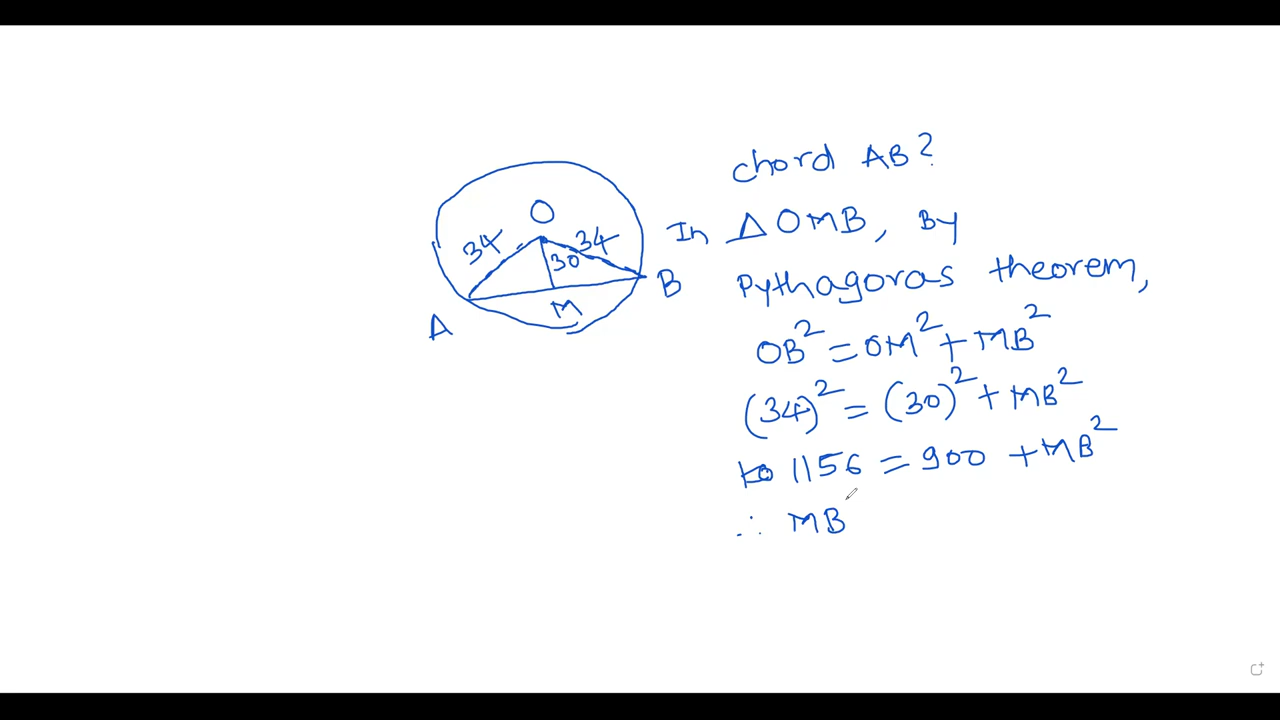 chord AB?
O
34
34
30
In △OMB, By
B
M
A
Pythagoras theorem,
OB² = OM² + MB²
(34)² = (30)² + MB²
1156 = 900 + MB²
∴ MB